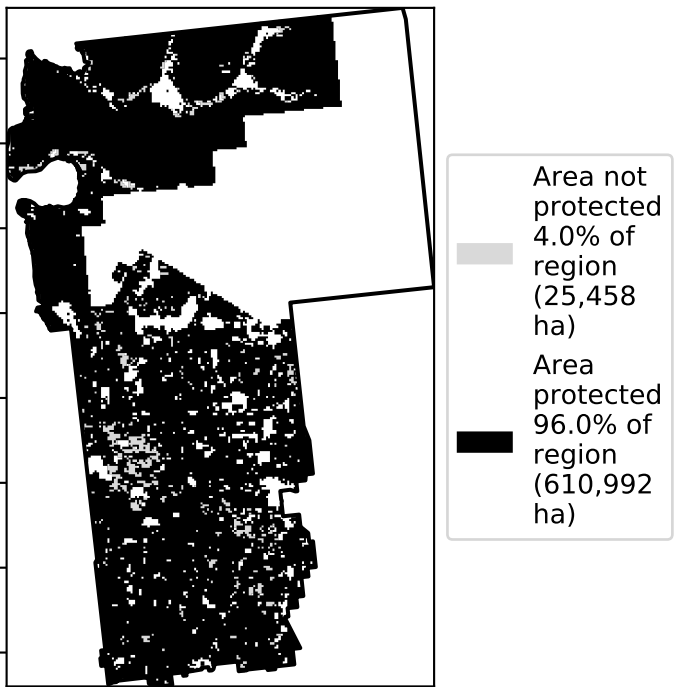 Area not
protected
4.0% of
region
(25,458
ha)
Area
protected
96.0% of
region
(610,992
ha)